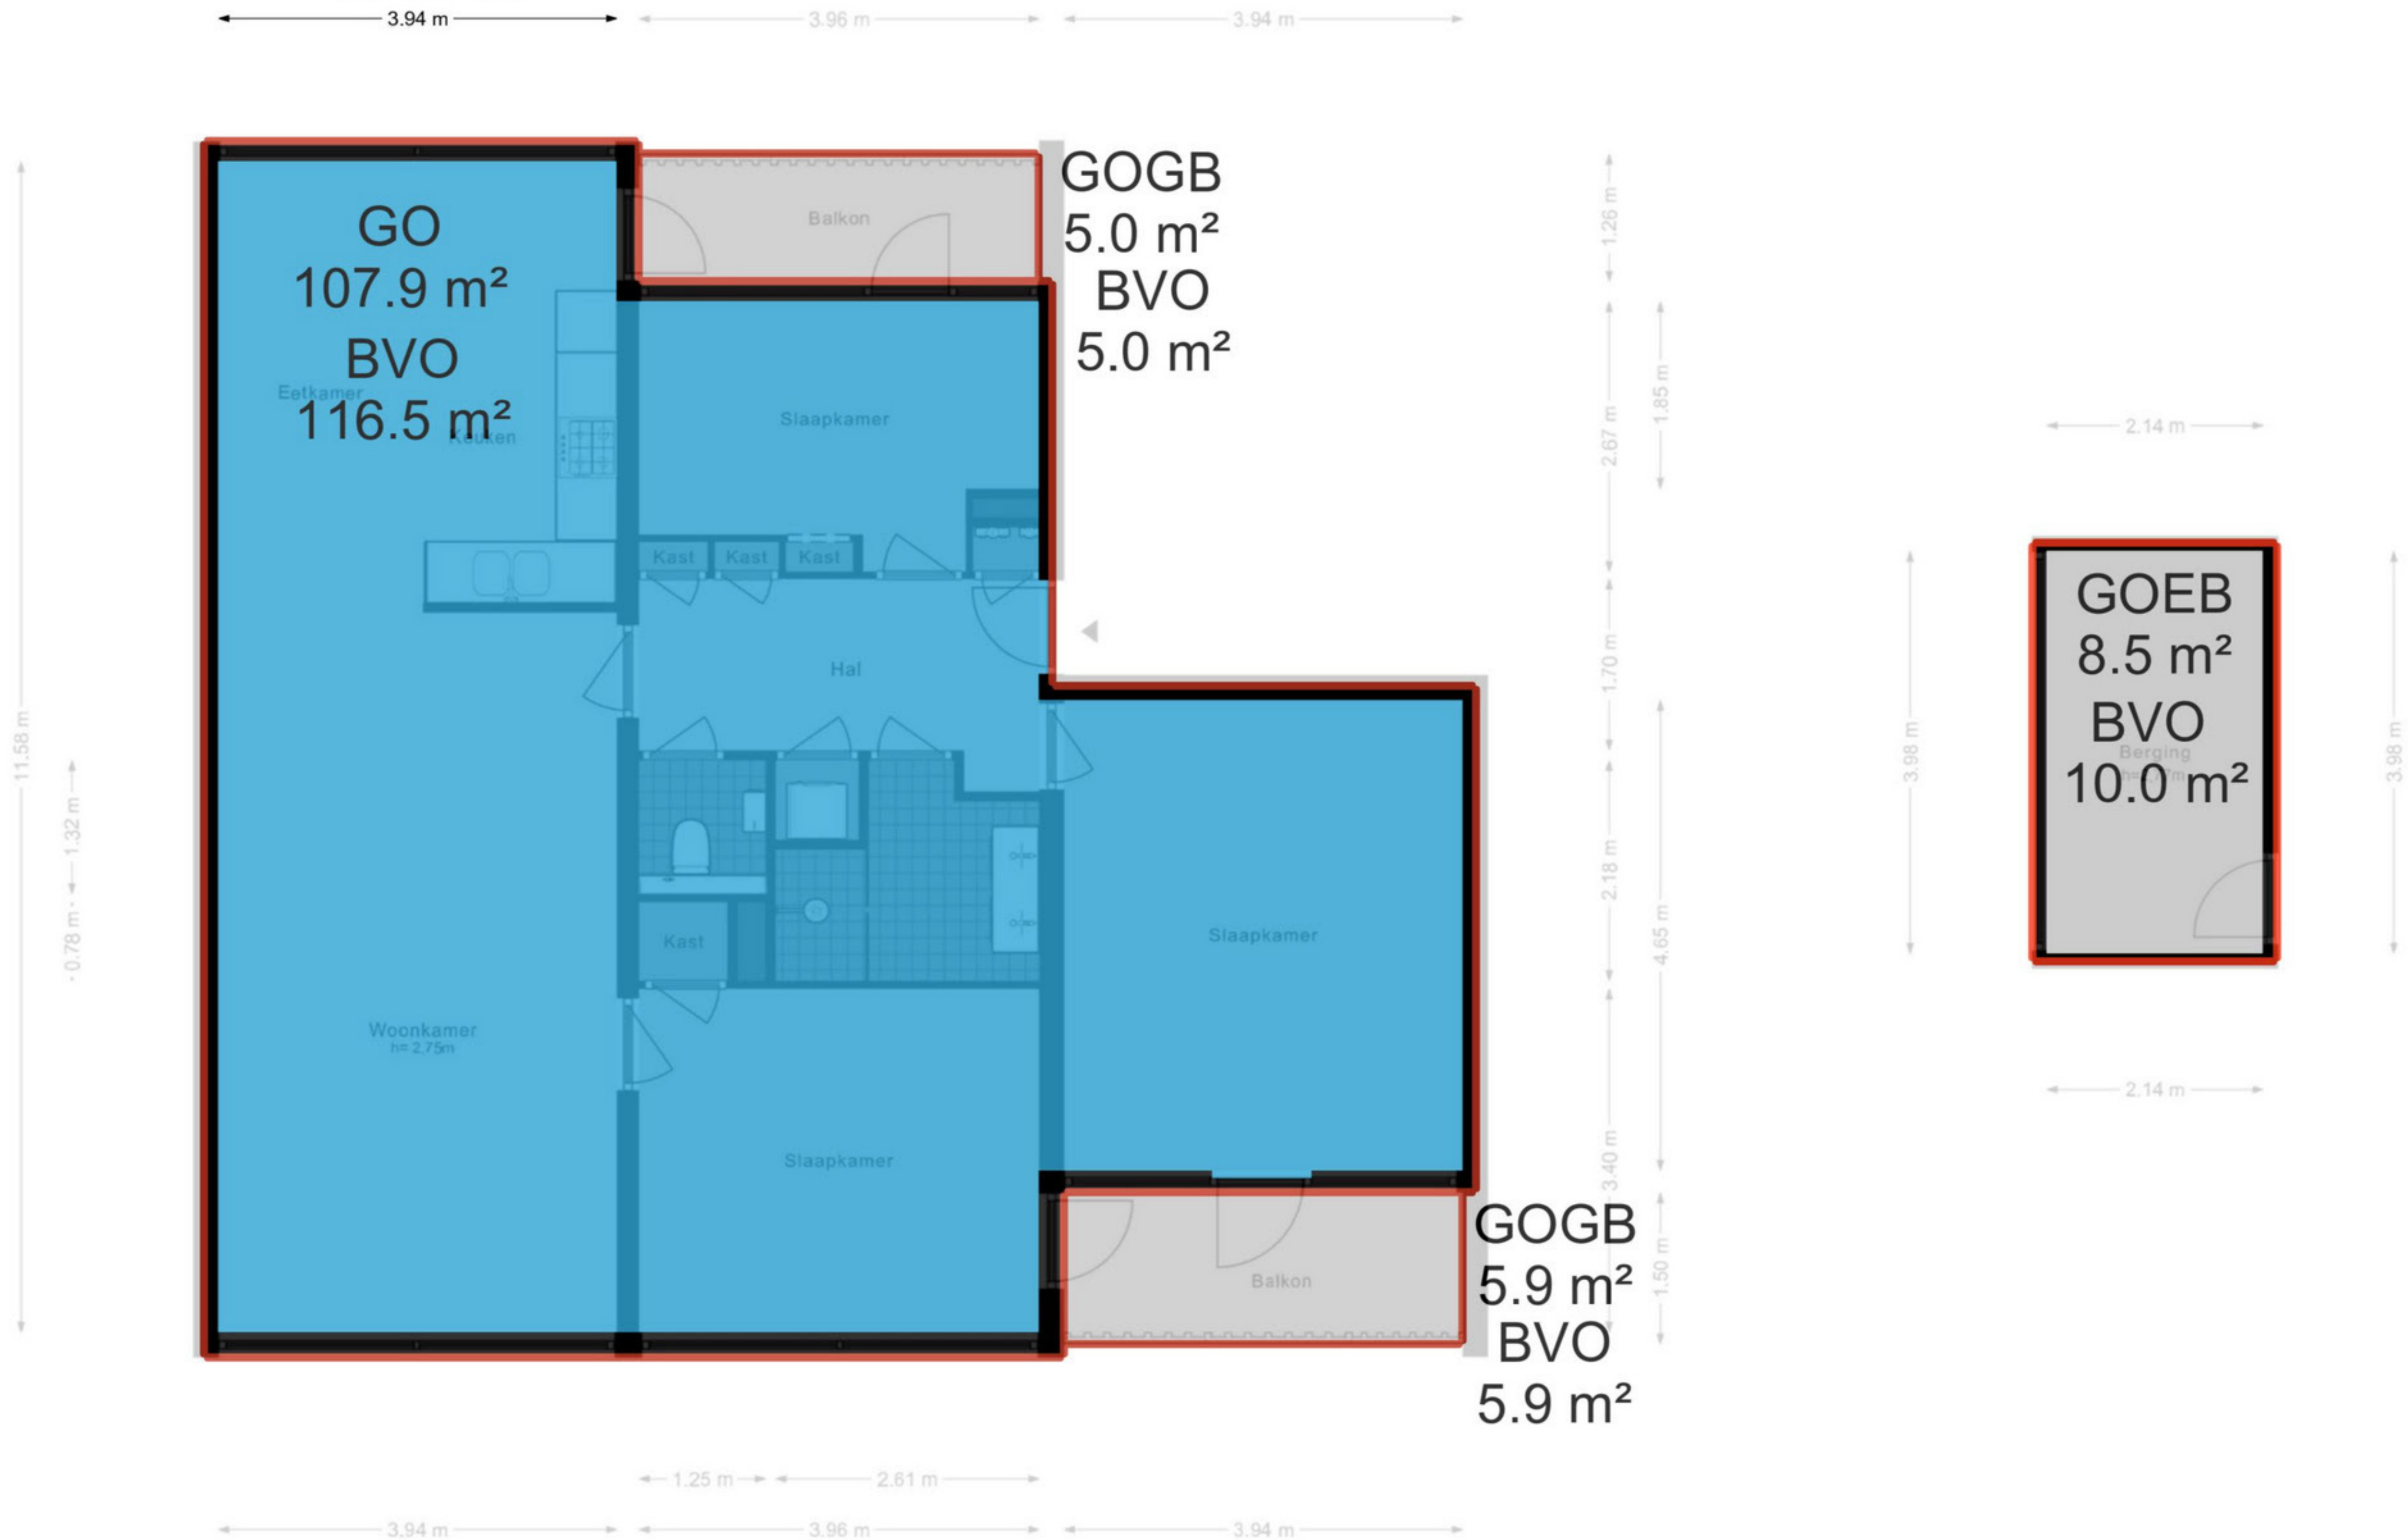 3.94 m
3.96 m
3.94 m
GO
107.9 m²
BVO
116.5 m²
Eetkamer
Keuken
Balkon
GOGB
5.0 m²
BVO
5.0 m²
Slaapkamer
Kast
Kast
Kast
Hal
Kast
Woonkamer
h= 2.75m
Slaapkamer
Slaapkamer
Balkon
GOGB
5.9 m²
BVO
5.9 m²
11.58 m
1.32 m
0.78 m
1.26 m
2.67 m
1.85 m
1.70 m
2.18 m
4.65 m
3.40 m
1.50 m
1.25 m
2.61 m
3.94 m
3.96 m
3.94 m
2.14 m
3.98 m
GOEB
8.5 m²
BVO
Berging
10.0 m²
3.98 m
2.14 m